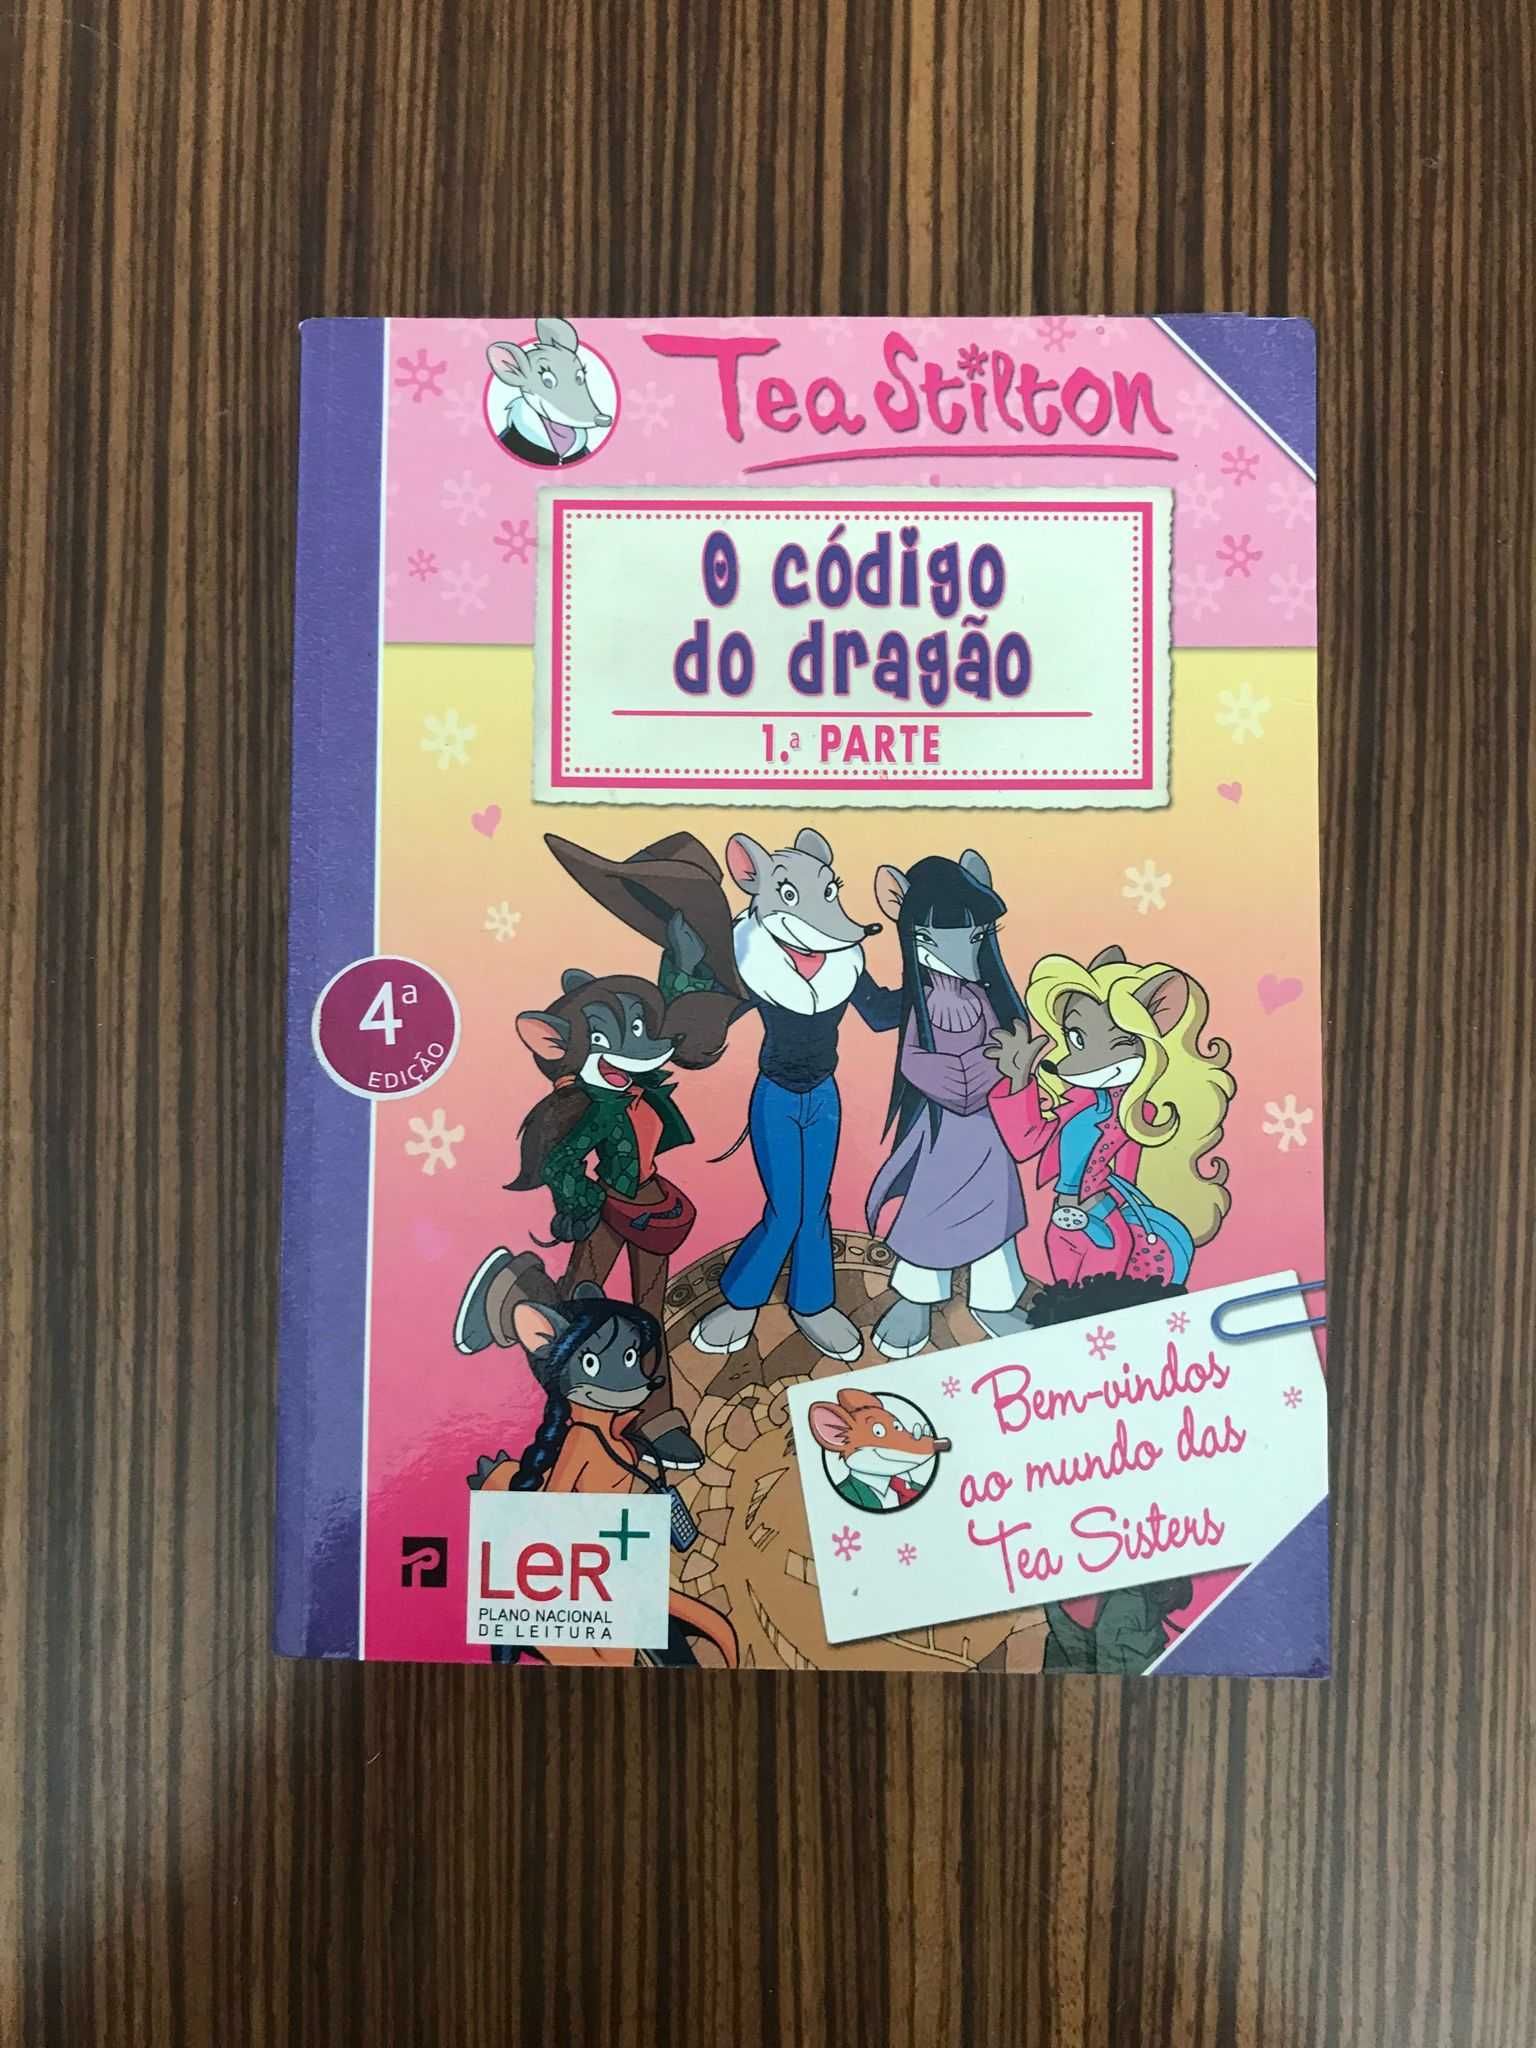 Tea Stilton
O código
do dragão
1.ª PARTE
4ª
EDIÇÃO
Bem-vindos
ao mundo das
Tea Sisters
LeR+
PLANO NACIONAL
DE LEITURA